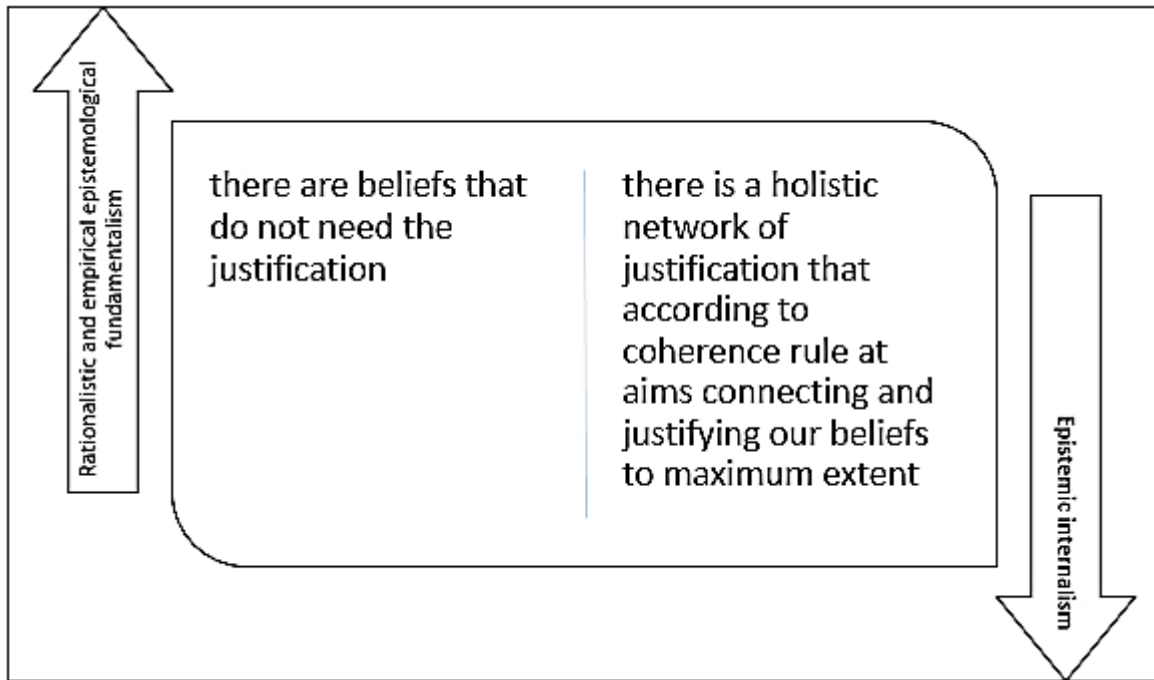 Rationalistic and empirical epistemological
fundamentalism
there are beliefs that
do not need the
justification
there is a holistic
network of
justification that
according to
coherence rule at
aims connecting and
justifying our beliefs
to maximum extent
Epistemic internalism